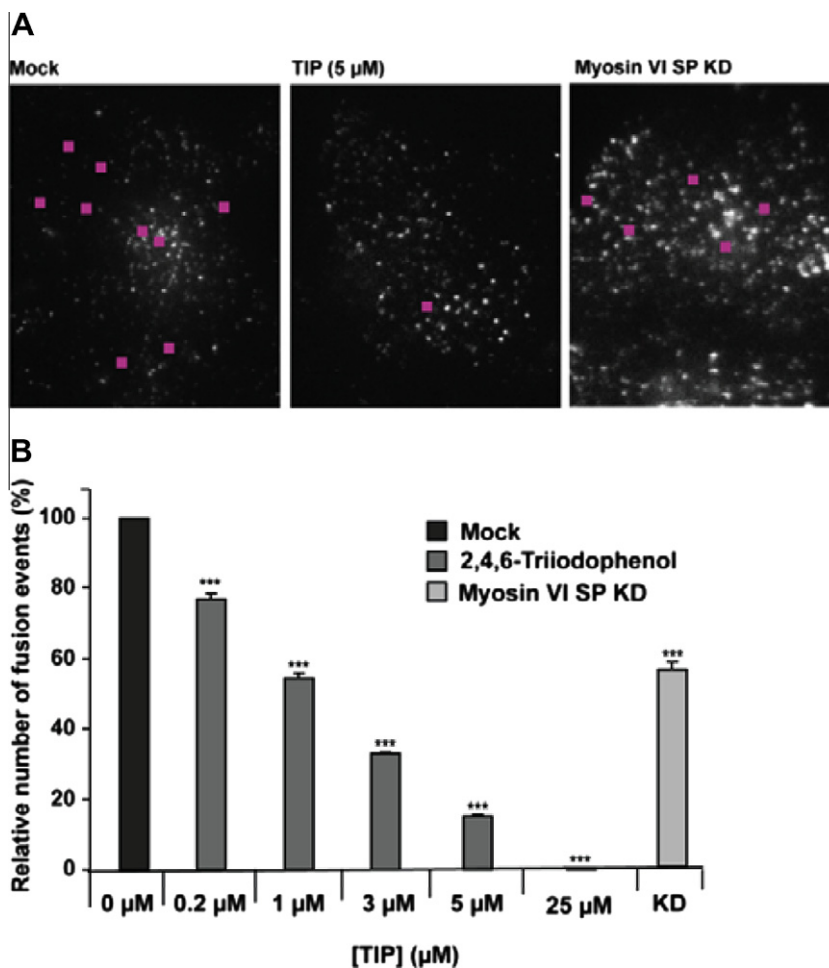 A
Mock
TIP (5 µM)
Myosin VI SP KD
B
Relative number of fusion events (%)
100
80
60
40
20
0
Mock
2,4,6-Triiodophenol
Myosin VI SP KD
***
***
***
***
***
***
0 µM 0.2 µM 1 µM 3 µM 5 µM 25 µM KD
[TIP] (µM)